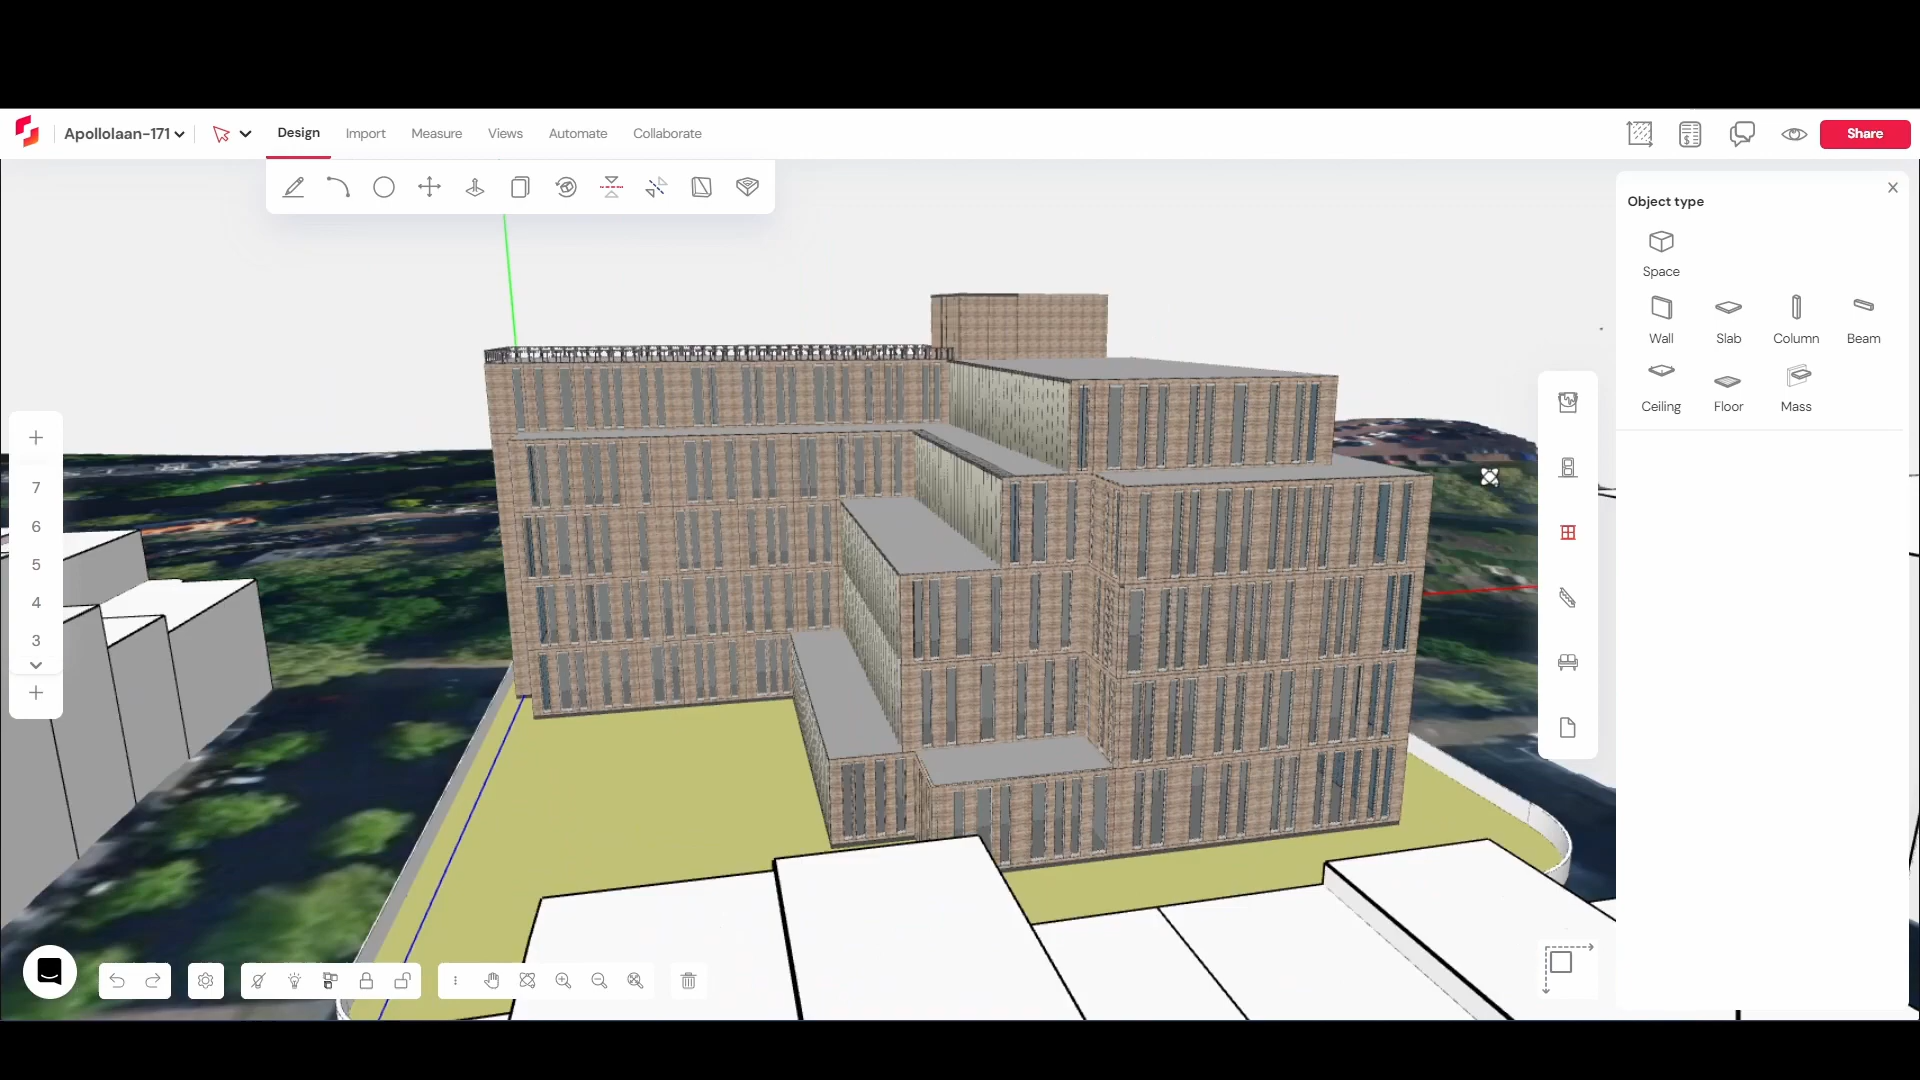 Apollolaan-171
Design Import Measure Views Automate Collaborate
Share
Object type
Space
Wall Slab Column Beam
Ceiling Floor Mass
7
6
5
4
3